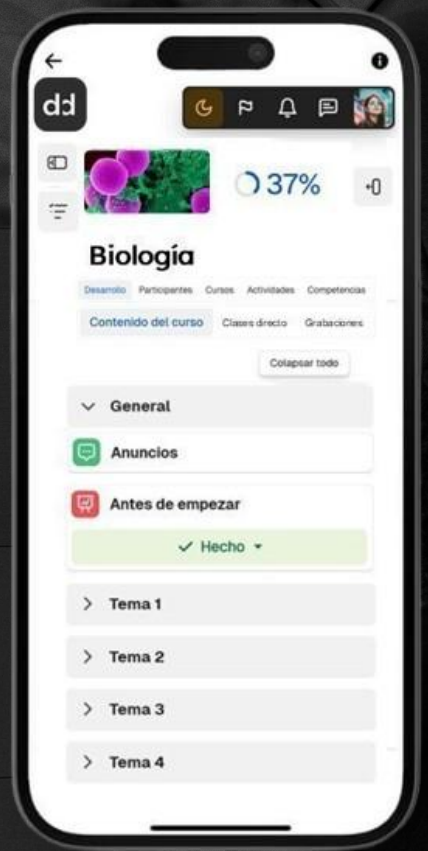 dd
37%
Biología
Desarrollo Participantes Cursos Actividades Competencias
Contenido del curso Clases directo Grabaciones
Colapsar todo
General
Anuncios
Antes de empezar
Hecho
Tema 1
Tema 2
Tema 3
Tema 4